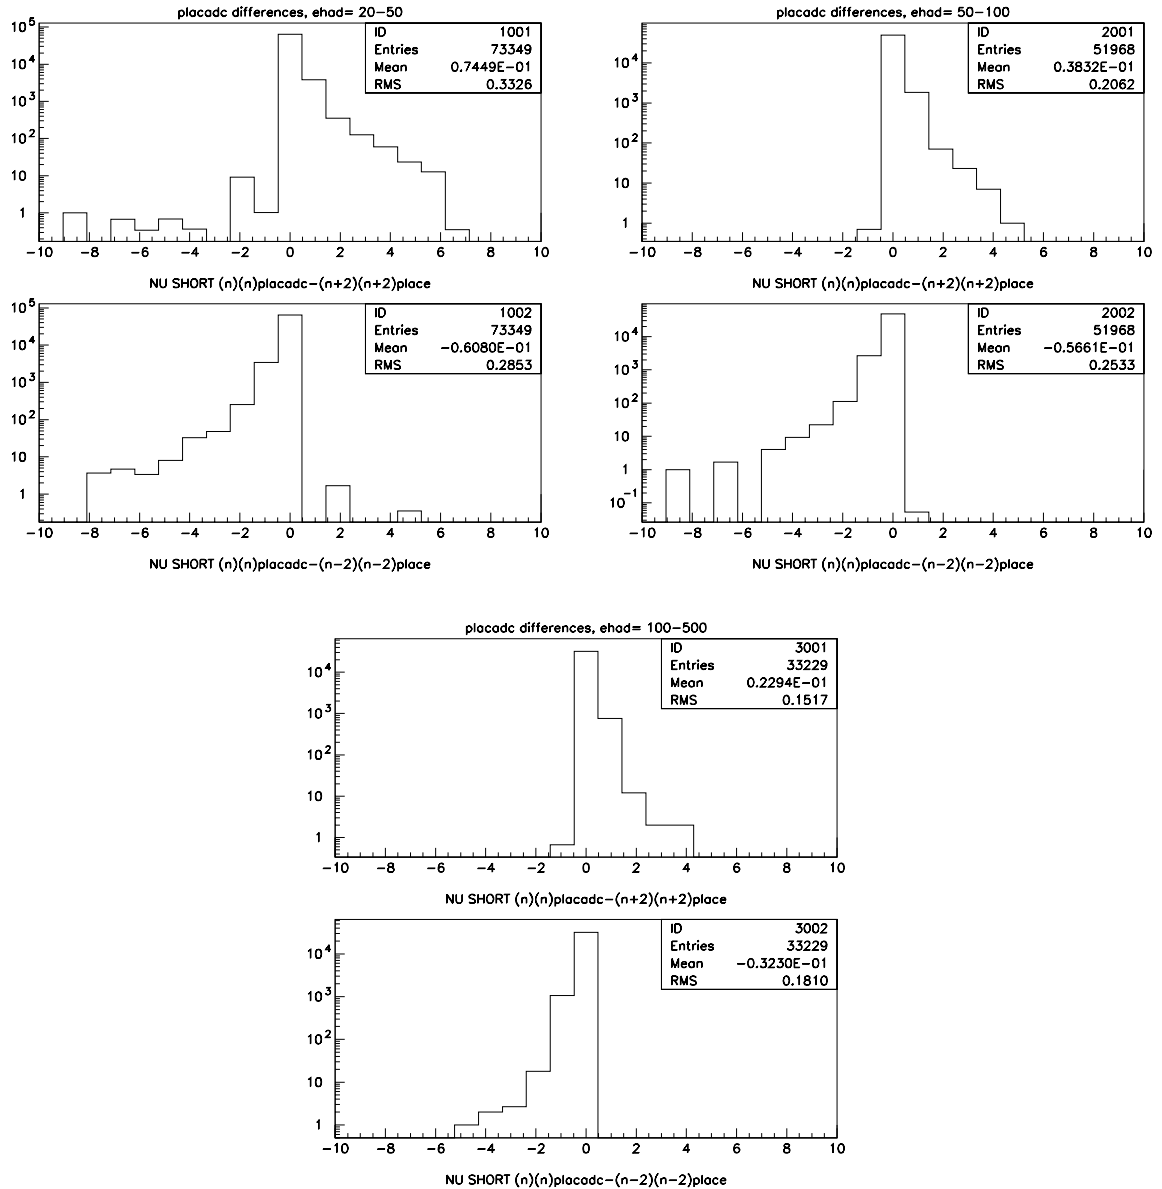 placadc differences, ehad= 20−50
ID 1001
Entries 73349
Mean 0.7449E−01
RMS 0.3326
10^5
10^4
10^3
10^2
10
1
−10 −8 −6 −4 −2 0 2 4 6 8 10
NU SHORT (n)(n)placadc−(n+2)(n+2)place
placadc differences, ehad= 50−100
ID 2001
Entries 51968
Mean 0.3832E−01
RMS 0.2062
10^4
10^3
10^2
10
1
−10 −8 −6 −4 −2 0 2 4 6 8 10
NU SHORT (n)(n)placadc−(n+2)(n+2)place
ID 1002
Entries 73349
Mean −0.6080E−01
RMS 0.2853
10^5
10^4
10^3
10^2
10
1
−10 −8 −6 −4 −2 0 2 4 6 8 10
NU SHORT (n)(n)placadc−(n−2)(n−2)place
ID 2002
Entries 51968
Mean −0.5661E−01
RMS 0.2533
10^4
10^3
10^2
10
1
10^−1
−10 −8 −6 −4 −2 0 2 4 6 8 10
NU SHORT (n)(n)placadc−(n−2)(n−2)place
placadc differences, ehad= 100−500
ID 3001
Entries 33229
Mean 0.2294E−01
RMS 0.1517
10^4
10^3
10^2
10
1
−10 −8 −6 −4 −2 0 2 4 6 8 10
NU SHORT (n)(n)placadc−(n+2)(n+2)place
ID 3002
Entries 33229
Mean −0.3230E−01
RMS 0.1810
10^4
10^3
10^2
10
1
−10 −8 −6 −4 −2 0 2 4 6 8 10
NU SHORT (n)(n)placadc−(n−2)(n−2)place